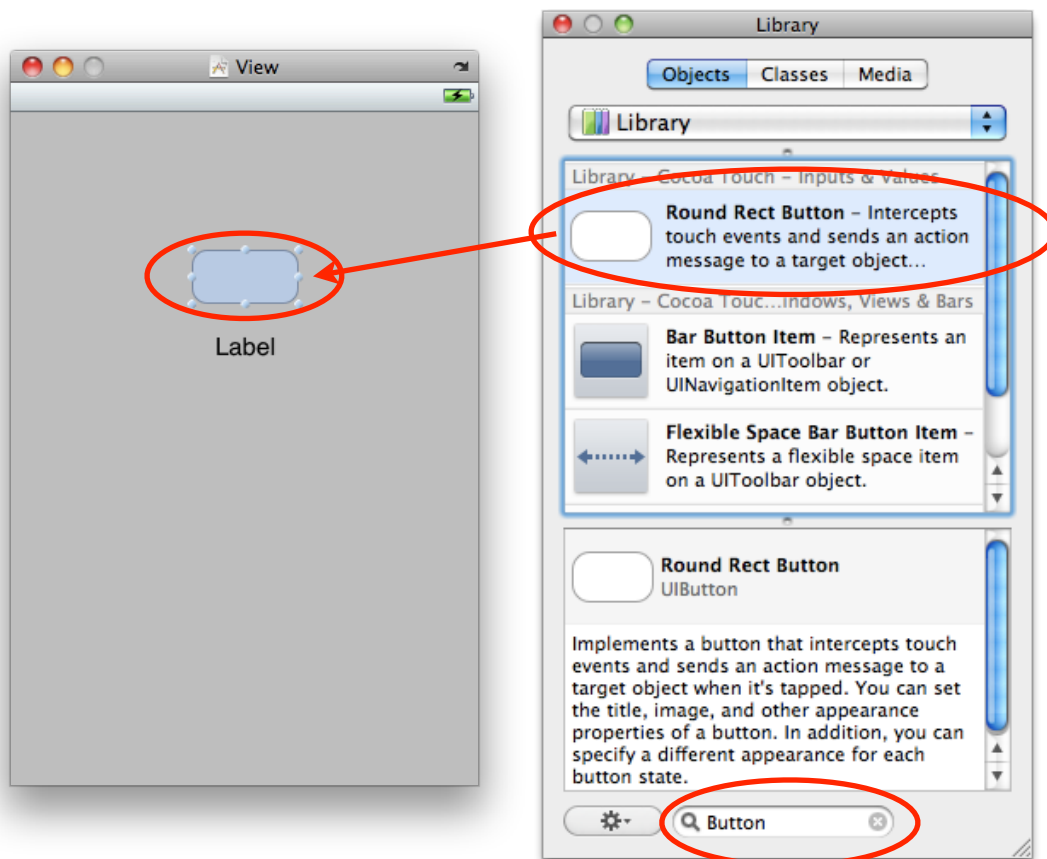 View
Label
Library
Objects Classes Media
Library
Library – Cocoa Touch – Inputs & Values
Round Rect Button – Intercepts
touch events and sends an action
message to a target object...
Library – Cocoa Touc...indows, Views & Bars
Bar Button Item – Represents an
item on a UIToolbar or
UINavigationItem object.
Flexible Space Bar Button Item –
Represents a flexible space item
on a UIToolbar object.
Round Rect Button
UIButton
Implements a button that intercepts touch
events and sends an action message to a
target object when it's tapped. You can set
the title, image, and other appearance
properties of a button. In addition, you can
specify a different appearance for each
button state.
Button